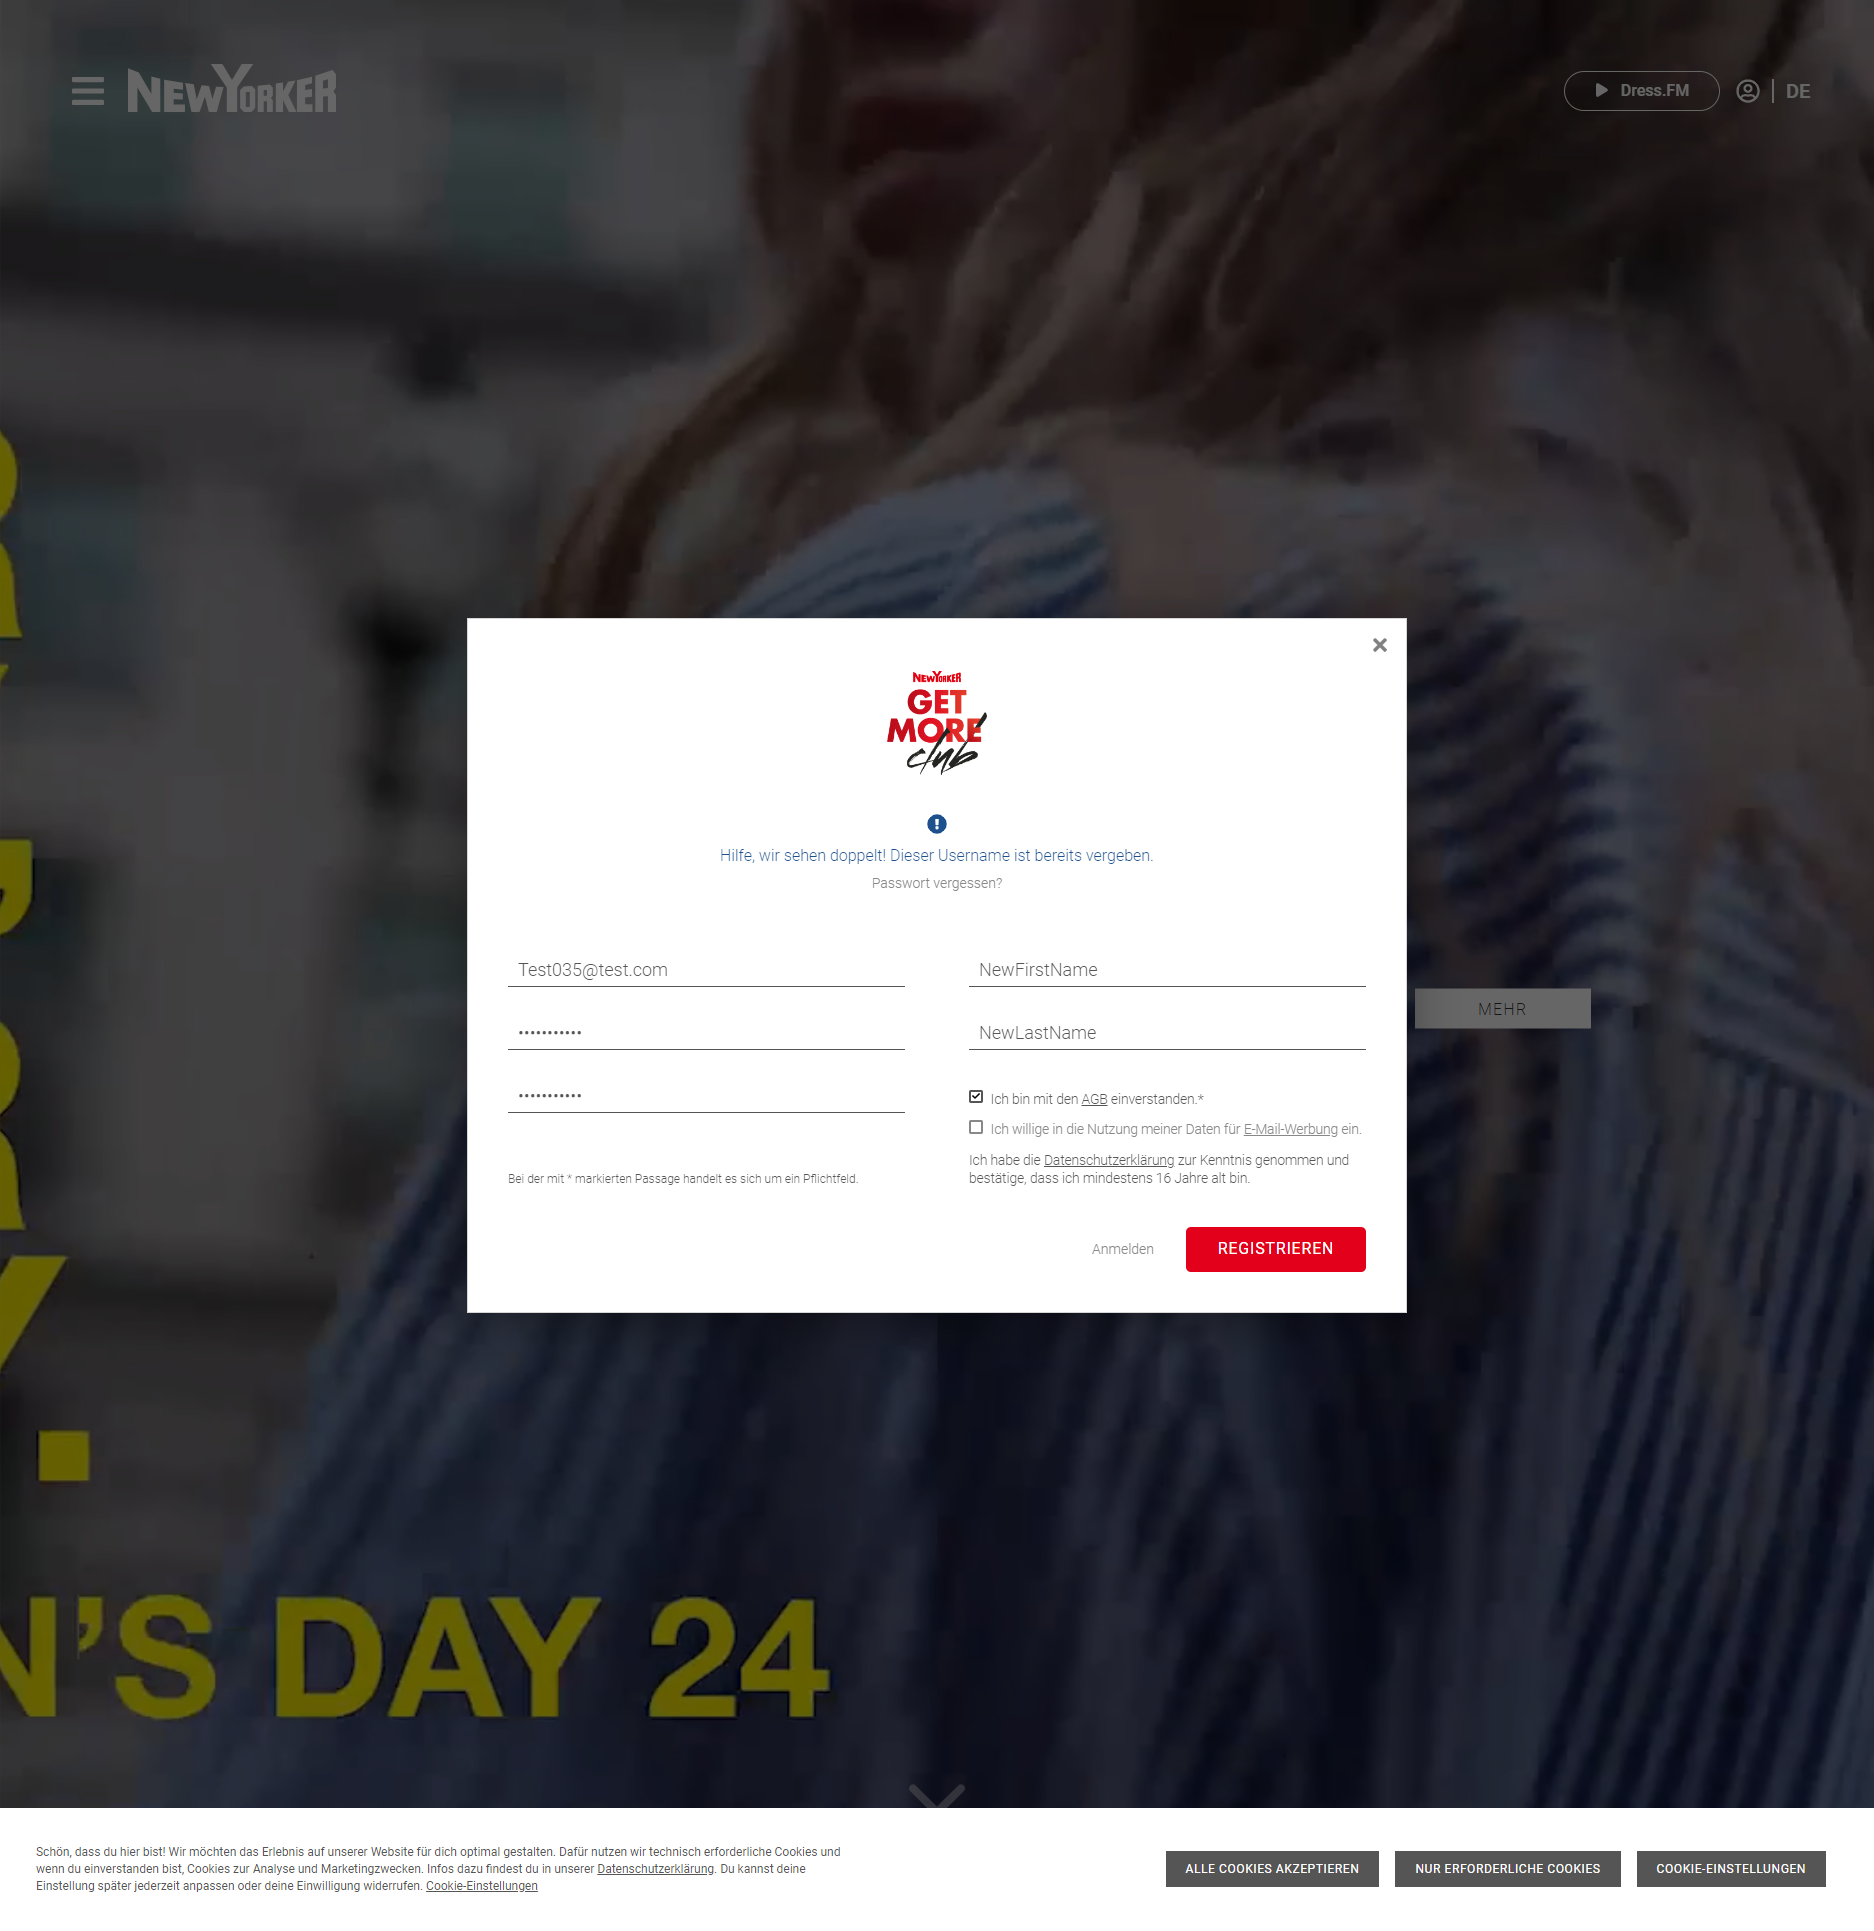 NEWYORKER
Dress.FM
DE
NEWYORKER
GET
MORE
club
Hilfe, wir sehen doppelt! Dieser Username ist bereits vergeben.
Passwort vergessen?
Test035@test.com
NewFirstName
•••••••••••
NewLastName
•••••••••••
Ich bin mit den AGB einverstanden.*
Ich willige in die Nutzung meiner Daten für E-Mail-Werbung ein.
Ich habe die Datenschutzerklärung zur Kenntnis genommen und
bestätige, dass ich mindestens 16 Jahre alt bin.
Bei der mit * markierten Passage handelt es sich um ein Pflichtfeld.
Anmelden
REGISTRIEREN
MEHR
N'S DAY 24
Schön, dass du hier bist! Wir möchten das Erlebnis auf unserer Website für dich optimal gestalten. Dafür nutzen wir technisch erforderliche Cookies und
wenn du einverstanden bist, Cookies zur Analyse und Marketingzwecken. Infos dazu findest du in unserer Datenschutzerklärung. Du kannst deine
Einstellung später jederzeit anpassen oder deine Einwilligung widerrufen. Cookie-Einstellungen
ALLE COOKIES AKZEPTIEREN
NUR ERFORDERLICHE COOKIES
COOKIE-EINSTELLUNGEN